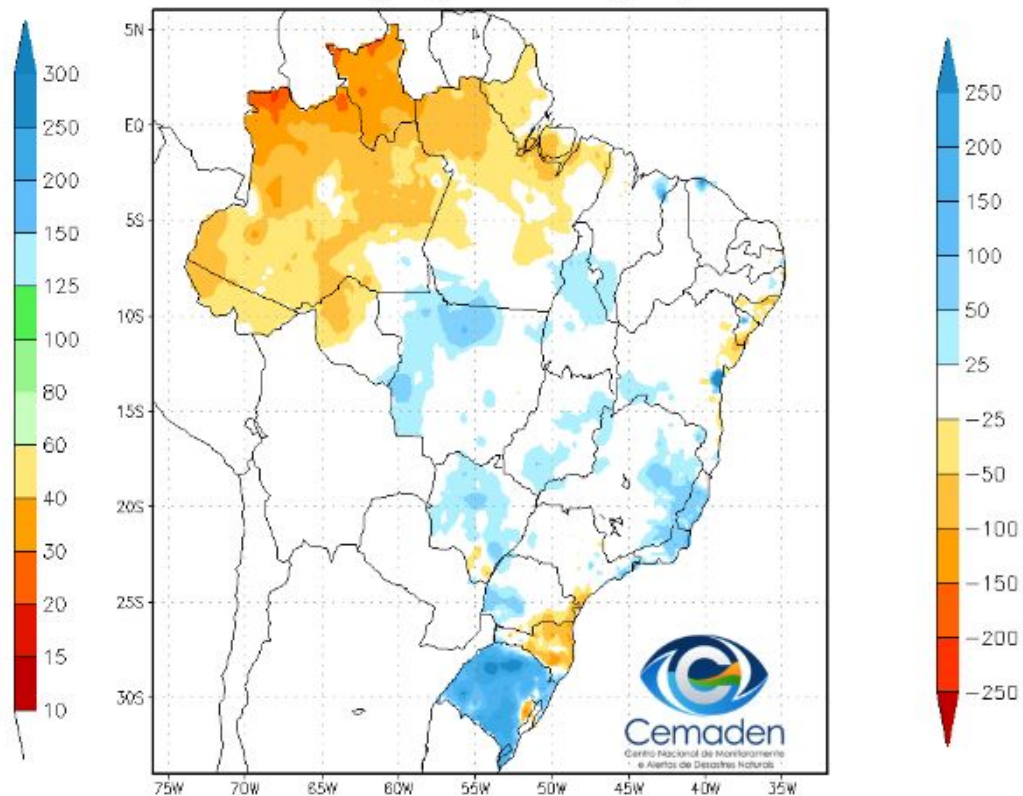 300
250
200
150
125
100
80
60
40
30
20
15
10
5N
EQ
5S
10S
15S
20S
25S
30S
75W
70W
65W
60W
55W
50W
45W
40W
35W
Cemaden
Centro Nacional de Monitoramento
e Alertas de Desastres Naturais
250
200
150
100
50
25
−25
−50
−100
−150
−200
−250